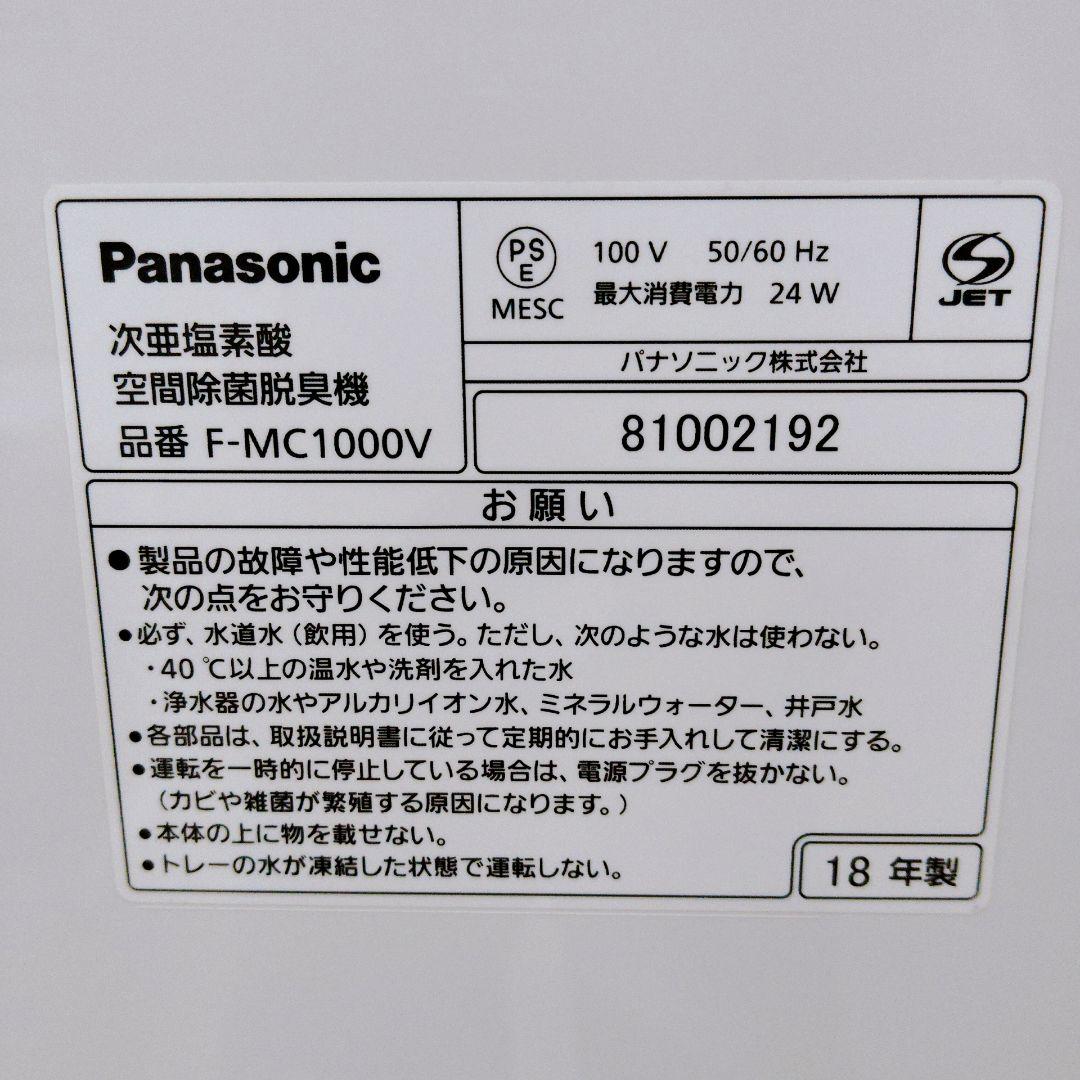 Panasonic
次亜塩素酸
空間除菌脱臭機
品番 F-MC1000V
PS
E
MESC
100 V 50/60 Hz
最大消費電力 24 W
JET
パナソニック株式会社
81002192
お願い
●製品の故障や性能低下の原因になりますので、
次の点をお守りください。
●必ず、水道水(飲用)を使う。ただし、次のような水は使わない。
・40℃以上の温水や洗剤を入れた水
・浄水器の水やアルカリイオン水、ミネラルウォーター、井戸水
●各部品は、取扱説明書に従って定期的にお手入れして清潔にする。
●運転を一時的に停止している場合は、電源プラグを抜かない。
(カビや雑菌が繁殖する原因になります。)
●本体の上に物を載せない。
●トレーの水が凍結した状態で運転しない。
18 年製